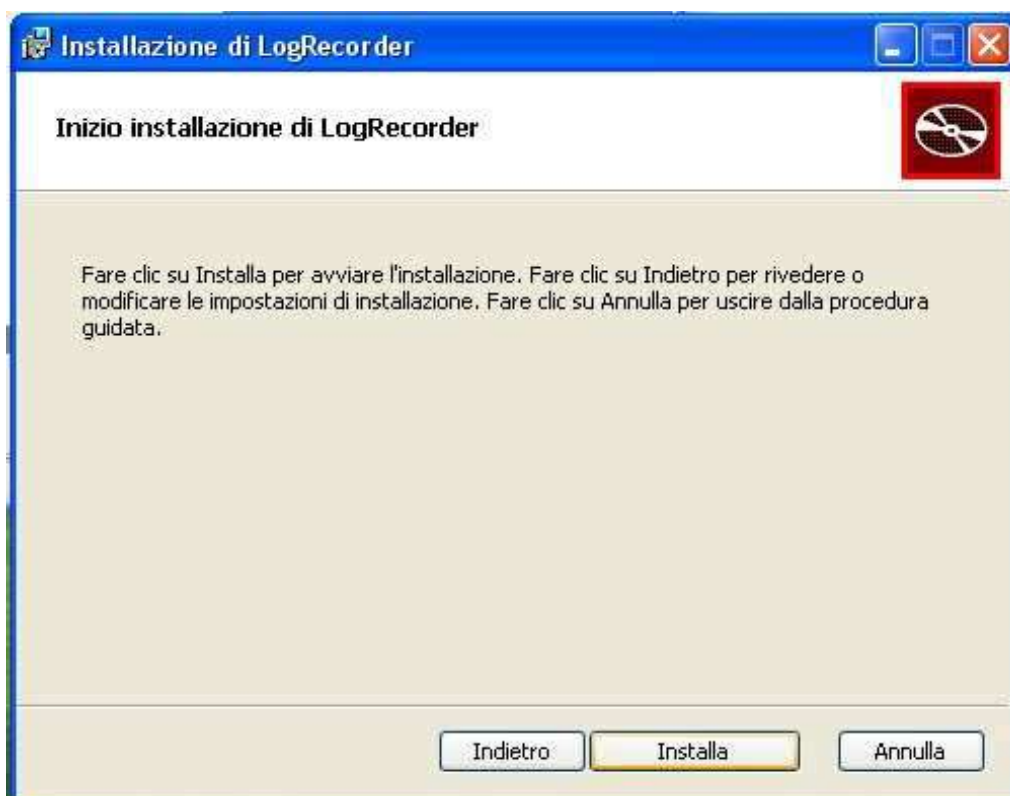 Installazione di LogRecorder
Inizio installazione di LogRecorder
Fare clic su Installa per avviare l'installazione. Fare clic su Indietro per rivedere o
modificare le impostazioni di installazione. Fare clic su Annulla per uscire dalla procedura
guidata.
Indietro
Installa
Annulla